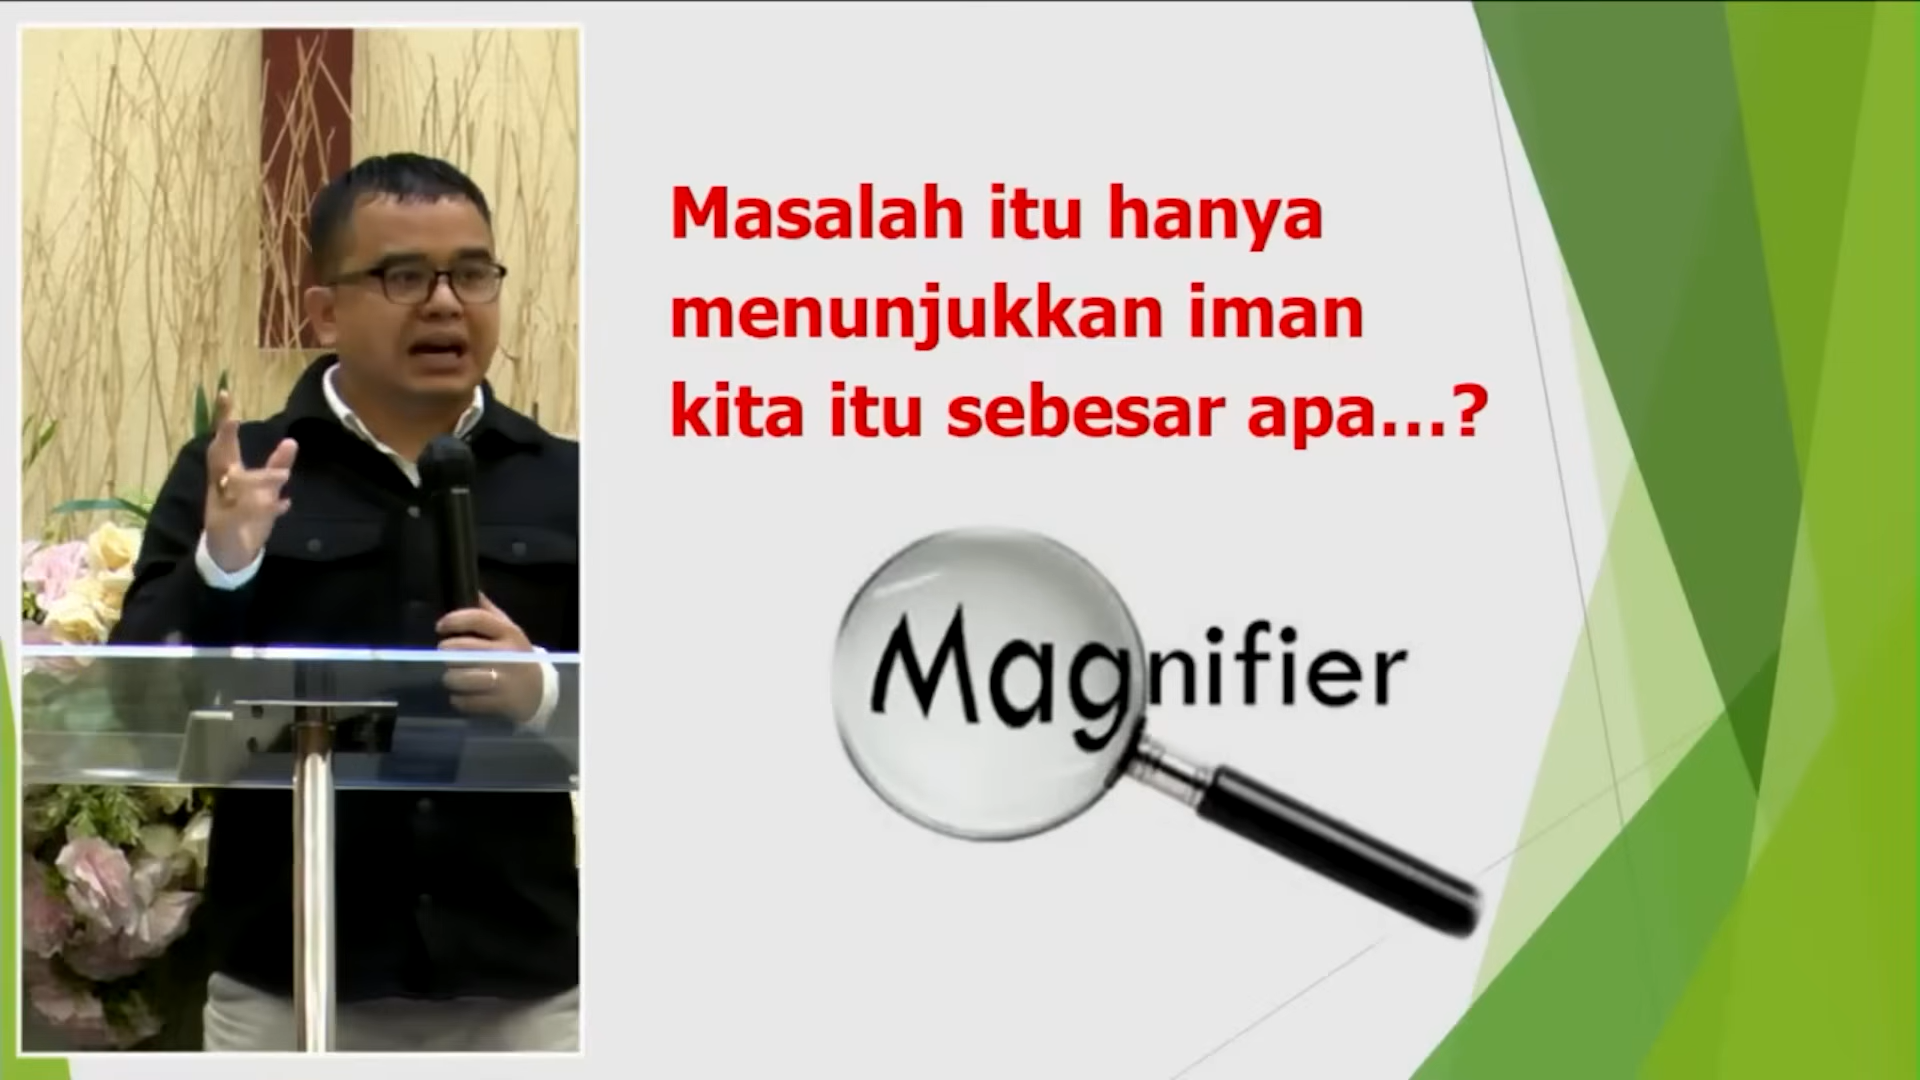 Masalah itu hanya
menunjukkan iman
kita itu sebesar apa...?
Magnifier